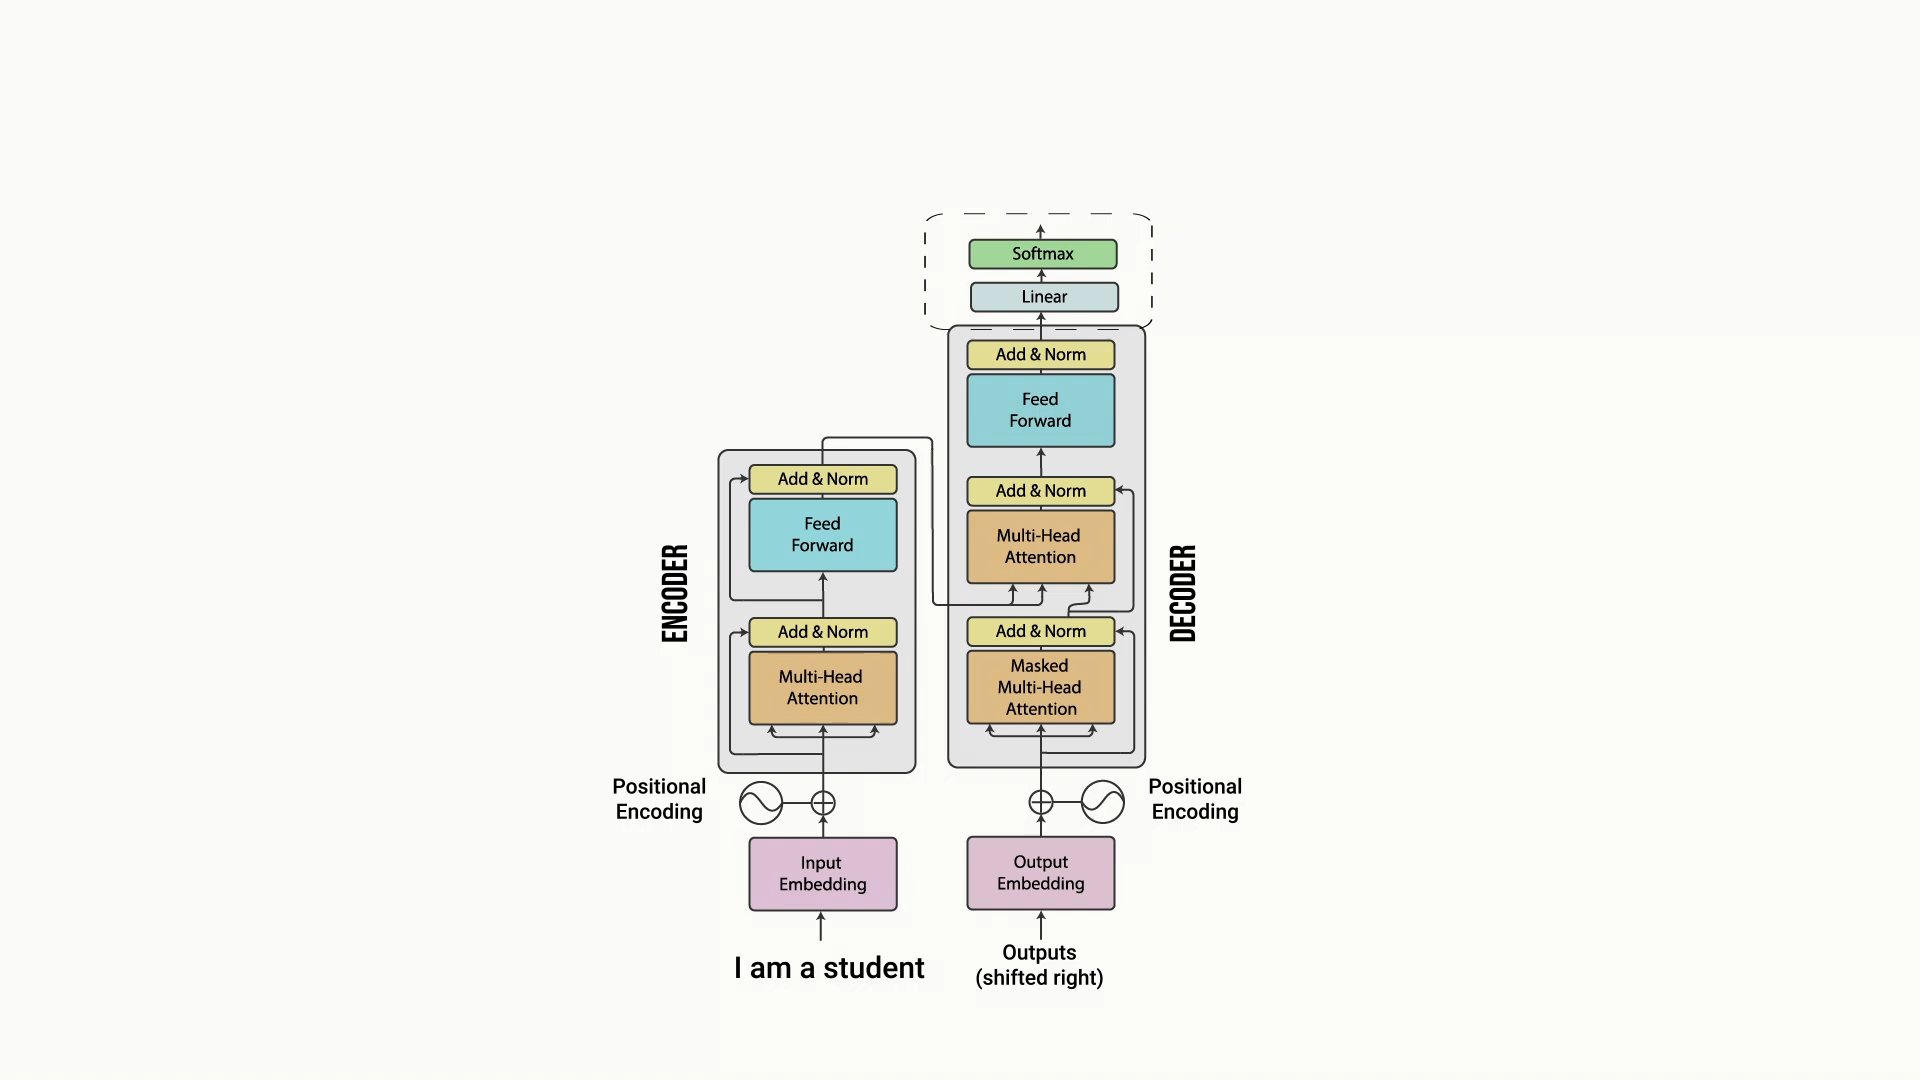 Softmax
Linear
Add & Norm
Feed
Forward
Add & Norm
Multi-Head
Attention
Add & Norm
Masked
Multi-Head
Attention
DECODER
Positional
Encoding
Output
Embedding
Outputs
(shifted right)
Add & Norm
Feed
Forward
Add & Norm
Multi-Head
Attention
ENCODER
Positional
Encoding
Input
Embedding
I am a student